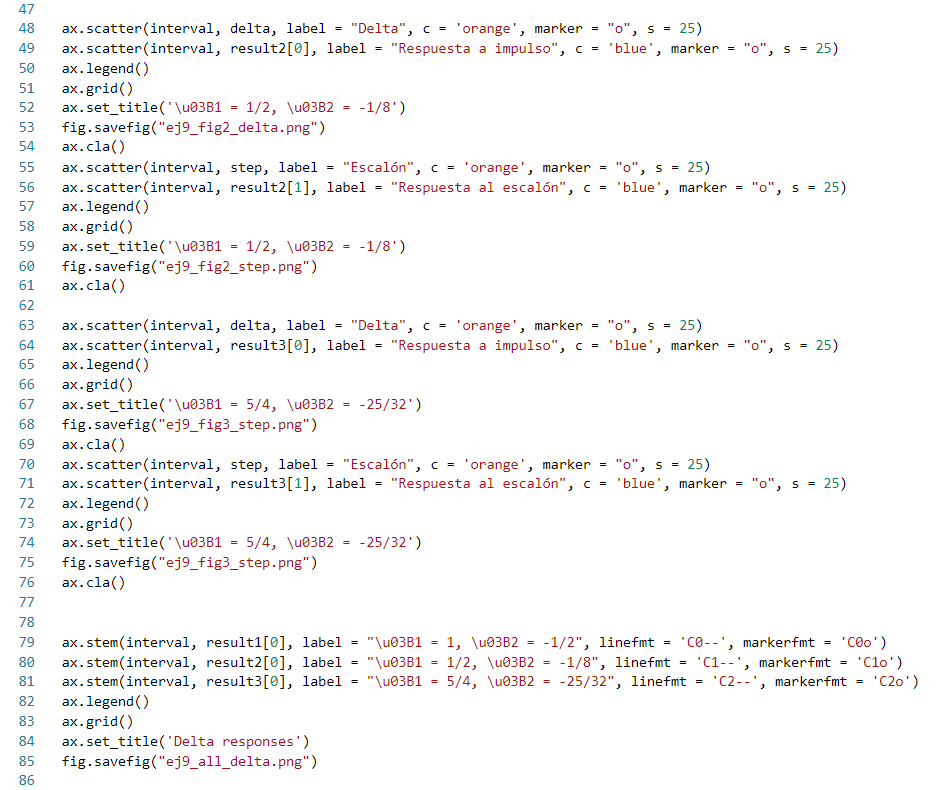 47
48 ax.scatter(interval, delta, label = "Delta", c = 'orange', marker = "o", s = 25)
49 ax.scatter(interval, result2[0], label = "Respuesta a impulso", c = 'blue', marker = "o", s = 25)
50 ax.legend()
51 ax.grid()
52 ax.set_title('\u03B1 = 1/2, \u03B2 = -1/8')
53 fig.savefig("ej9_fig2_delta.png")
54 ax.cla()
55 ax.scatter(interval, step, label = "Escalón", c = 'orange', marker = "o", s = 25)
56 ax.scatter(interval, result2[1], label = "Respuesta al escalón", c = 'blue', marker = "o", s = 25)
57 ax.legend()
58 ax.grid()
59 ax.set_title('\u03B1 = 1/2, \u03B2 = -1/8')
60 fig.savefig("ej9_fig2_step.png")
61 ax.cla()
62
63 ax.scatter(interval, delta, label = "Delta", c = 'orange', marker = "o", s = 25)
64 ax.scatter(interval, result3[0], label = "Respuesta a impulso", c = 'blue', marker = "o", s = 25)
65 ax.legend()
66 ax.grid()
67 ax.set_title('\u03B1 = 5/4, \u03B2 = -25/32')
68 fig.savefig("ej9_fig3_step.png")
69 ax.cla()
70 ax.scatter(interval, step, label = "Escalón", c = 'orange', marker = "o", s = 25)
71 ax.scatter(interval, result3[1], label = "Respuesta al escalón", c = 'blue', marker = "o", s = 25)
72 ax.legend()
73 ax.grid()
74 ax.set_title('\u03B1 = 5/4, \u03B2 = -25/32')
75 fig.savefig("ej9_fig3_step.png")
76 ax.cla()
77
78
79 ax.stem(interval, result1[0], label = "\u03B1 = 1, \u03B2 = -1/2", linefmt = 'C0--', markerfmt = 'C0o')
80 ax.stem(interval, result2[0], label = "\u03B1 = 1/2, \u03B2 = -1/8", linefmt = 'C1--', markerfmt = 'C1o')
81 ax.stem(interval, result3[0], label = "\u03B1 = 5/4, \u03B2 = -25/32", linefmt = 'C2--', markerfmt = 'C2o')
82 ax.legend()
83 ax.grid()
84 ax.set_title('Delta responses')
85 fig.savefig("ej9_all_delta.png")
86